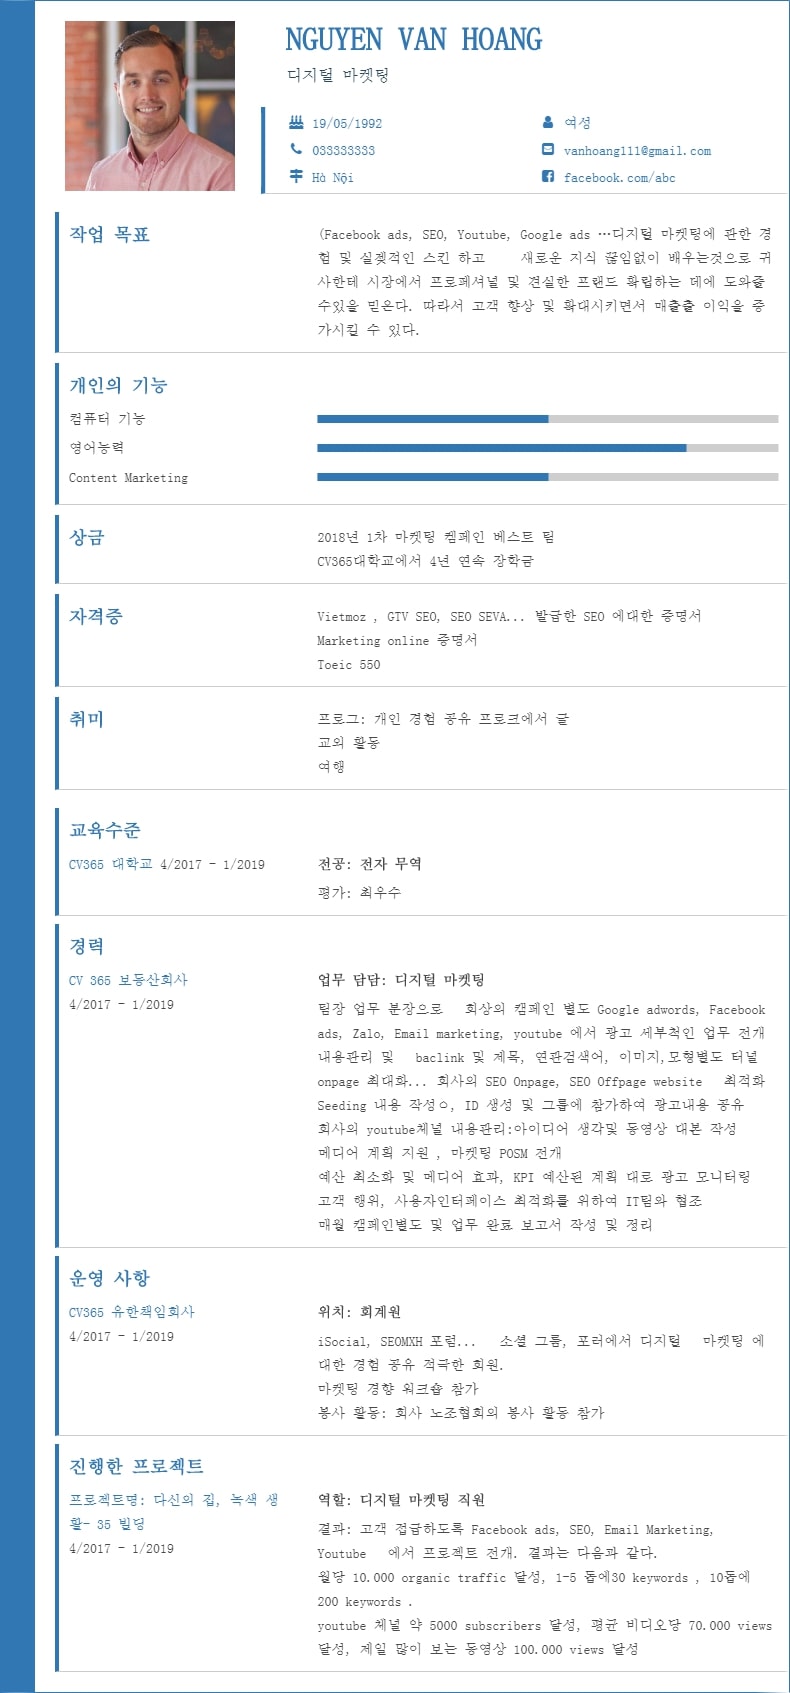 NGUYEN VAN HOANG
디지털 마켓팅
19/05/1992
여성
033333333
vanhoang111@gmail.com
Hà Nội
facebook.com/abc
작업 목표
(Facebook ads, SEO, Youtube, Google ads …디지털 마켓팅에 관한 경
험 및 실젲적인 스킨 하고 새로운 지식 끊임없이 배우는것으로 귀
사한테 시장에서 프로페셔널 및 견실한 프랜드 확립하는 데에 도와줄
수있을 믿은다. 따라서 고객 향상 및 확대시키면서 매출출 이익을 증
가시킬 수 있다.
개인의 기능
컴퓨터 기능
영어능력
Content Marketing
상금
2018년 1차 마켓팅 켐페인 베스트 팀
CV365대학교에서 4년 연속 장학금
자격증
Vietmoz , GTV SEO, SEO SEVA... 발급한 SEO 에대한 증명서
Marketing online 증명서
Toeic 550
취미
프로그: 개인 경험 공유 프로크에서 글
교외 활동
여행
교육수준
CV365 대학교 4/2017 - 1/2019
전공: 전자 무역
평가: 최우수
경력
CV 365 보동산회사
4/2017 - 1/2019
업무 담담: 디지털 마켓팅
팀장 업무 분장으로 회상의 캠페인 별도 Google adwords, Facebook
ads, Zalo, Email marketing, youtube 에서 광고 세부척인 업무 전개
내용관리 및 baclink 및 제목, 연관검색어, 이미지,모형별도 터널
onpage 최대화... 회사의 SEO Onpage, SEO Offpage website 최적화
Seeding 내용 작성ㅇ, ID 생성 및 그룹에 참가하여 광고내용 공유
회사의 youtube체널 내용관리:아이디어 생각및 동영상 대본 작성
메디어 계획 지원 , 마켓팅 POSM 전개
예산 최소화 및 메디어 효과, KPI 예산된 계획 대로 광고 모니터링
고객 행위, 사용자인터페이스 최적화를 위하여 IT팀와 협조
매월 캠페인별도 및 업무 완료 보고서 작성 및 정리
운영 사항
CV365 유한책임회사
4/2017 - 1/2019
위치: 회계원
iSocial, SEOMXH 포럼... 소셜 그룹, 포러에서 디지털 마켓팅 에
대한 경험 공유 적극한 회원.
마켓팅 경향 워크숍 참가
봉사 활동: 회사 노조협회의 봉사 활동 참가
진행한 프로젝트
프로젝트명: 다신의 집, 녹색 생
활- 35 빌딩
4/2017 - 1/2019
역할: 디지털 마켓팅 직원
결과: 고객 접급하도록 Facebook ads, SEO, Email Marketing,
Youtube 에서 프로젝트 전개. 결과는 다음과 같다.
월당 10.000 organic traffic 달성, 1-5 톱에30 keywords , 10톱에
200 keywords .
youtube 체널 약 5000 subscribers 달성, 평균 비디오당 70.000 views
달성, 제일 많이 보는 동영상 100.000 views 달성